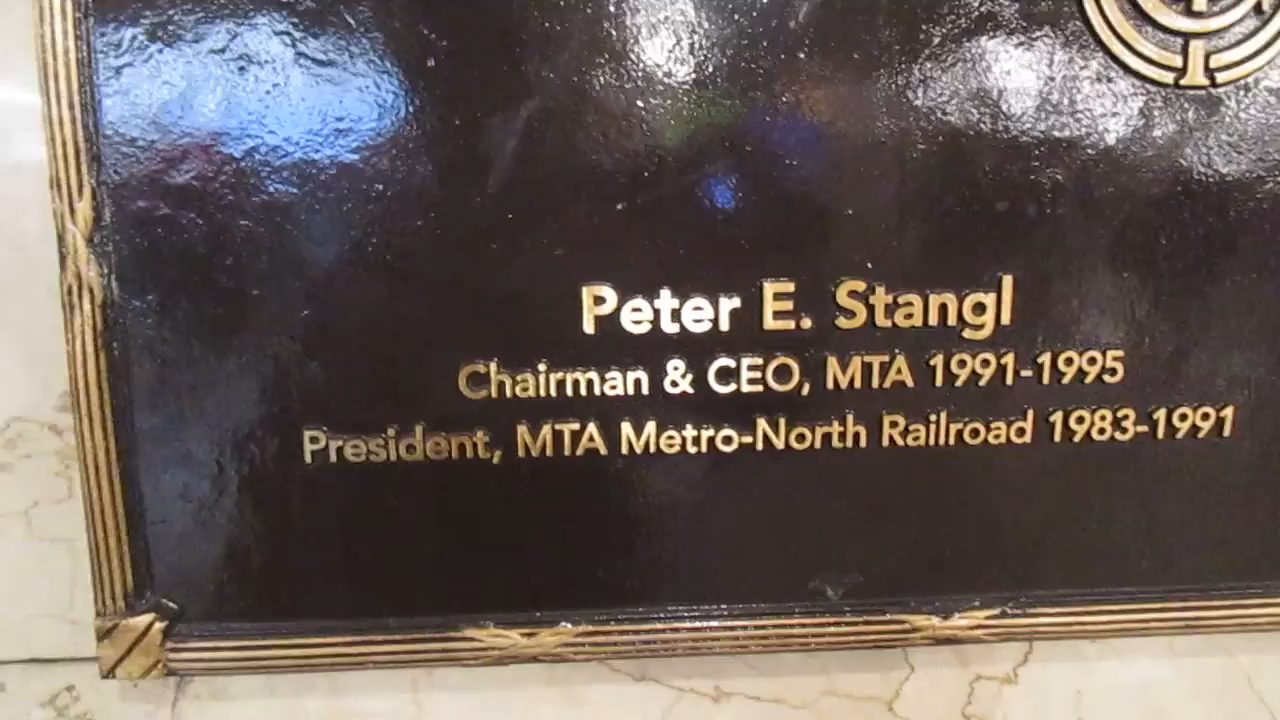 Peter E. Stangl
Chairman & CEO, MTA 1991-1995
President, MTA Metro-North Railroad 1983-1991